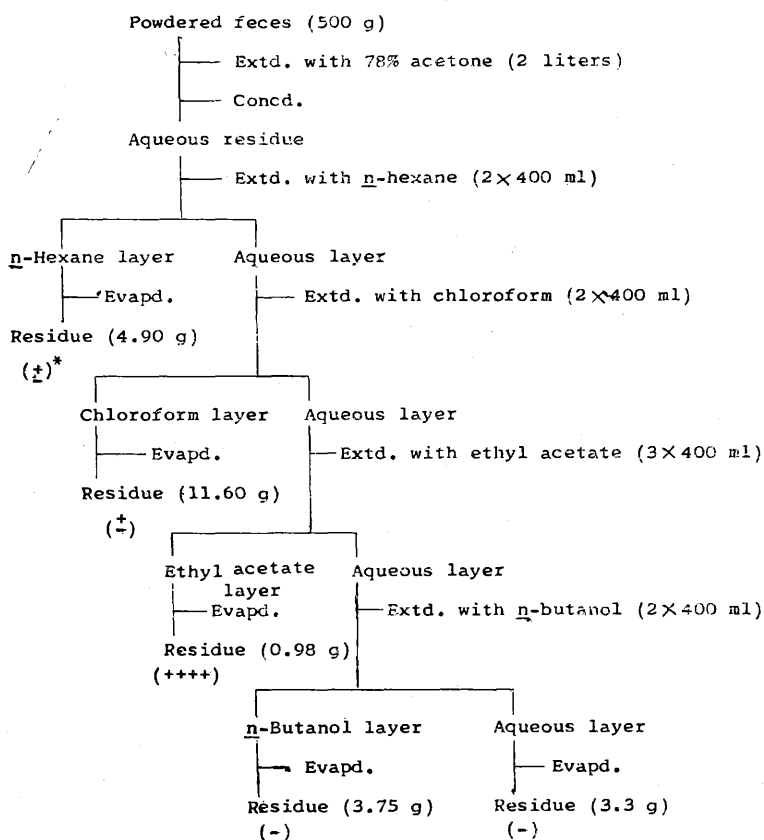 Powdered feces (500 g)
Extd. with 78% acetone (2 liters)
Concd.
Aqueous residue
Extd. with n-hexane (2×400 ml)
n-Hexane layer Aqueous layer
Evapd. Extd. with chloroform (2×400 ml)
Residue (4.90 g)
(±)*
Chloroform layer Aqueous layer
Evapd. Extd. with ethyl acetate (3×400 ml)
Residue (11.60 g)
(±)
Ethyl acetate layer Aqueous layer
Evapd. Extd. with n-butanol (2×400 ml)
Residue (0.98 g)
(++++)
n-Butanol layer Aqueous layer
Evapd. Evapd.
Residue (3.75 g) Residue (3.3 g)
(-) (-)